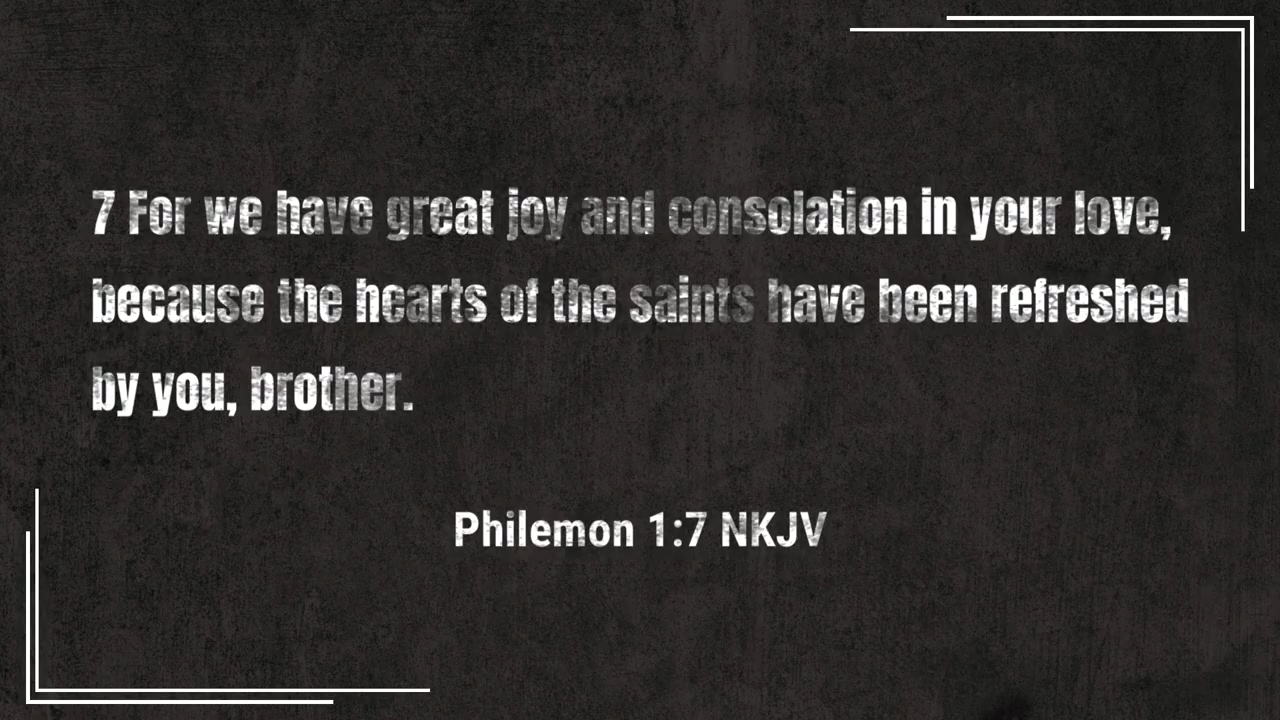 7 For we have great joy and consolation in your love,
because the hearts of the saints have been refreshed
by you, brother.
Philemon 1:7 NKJV